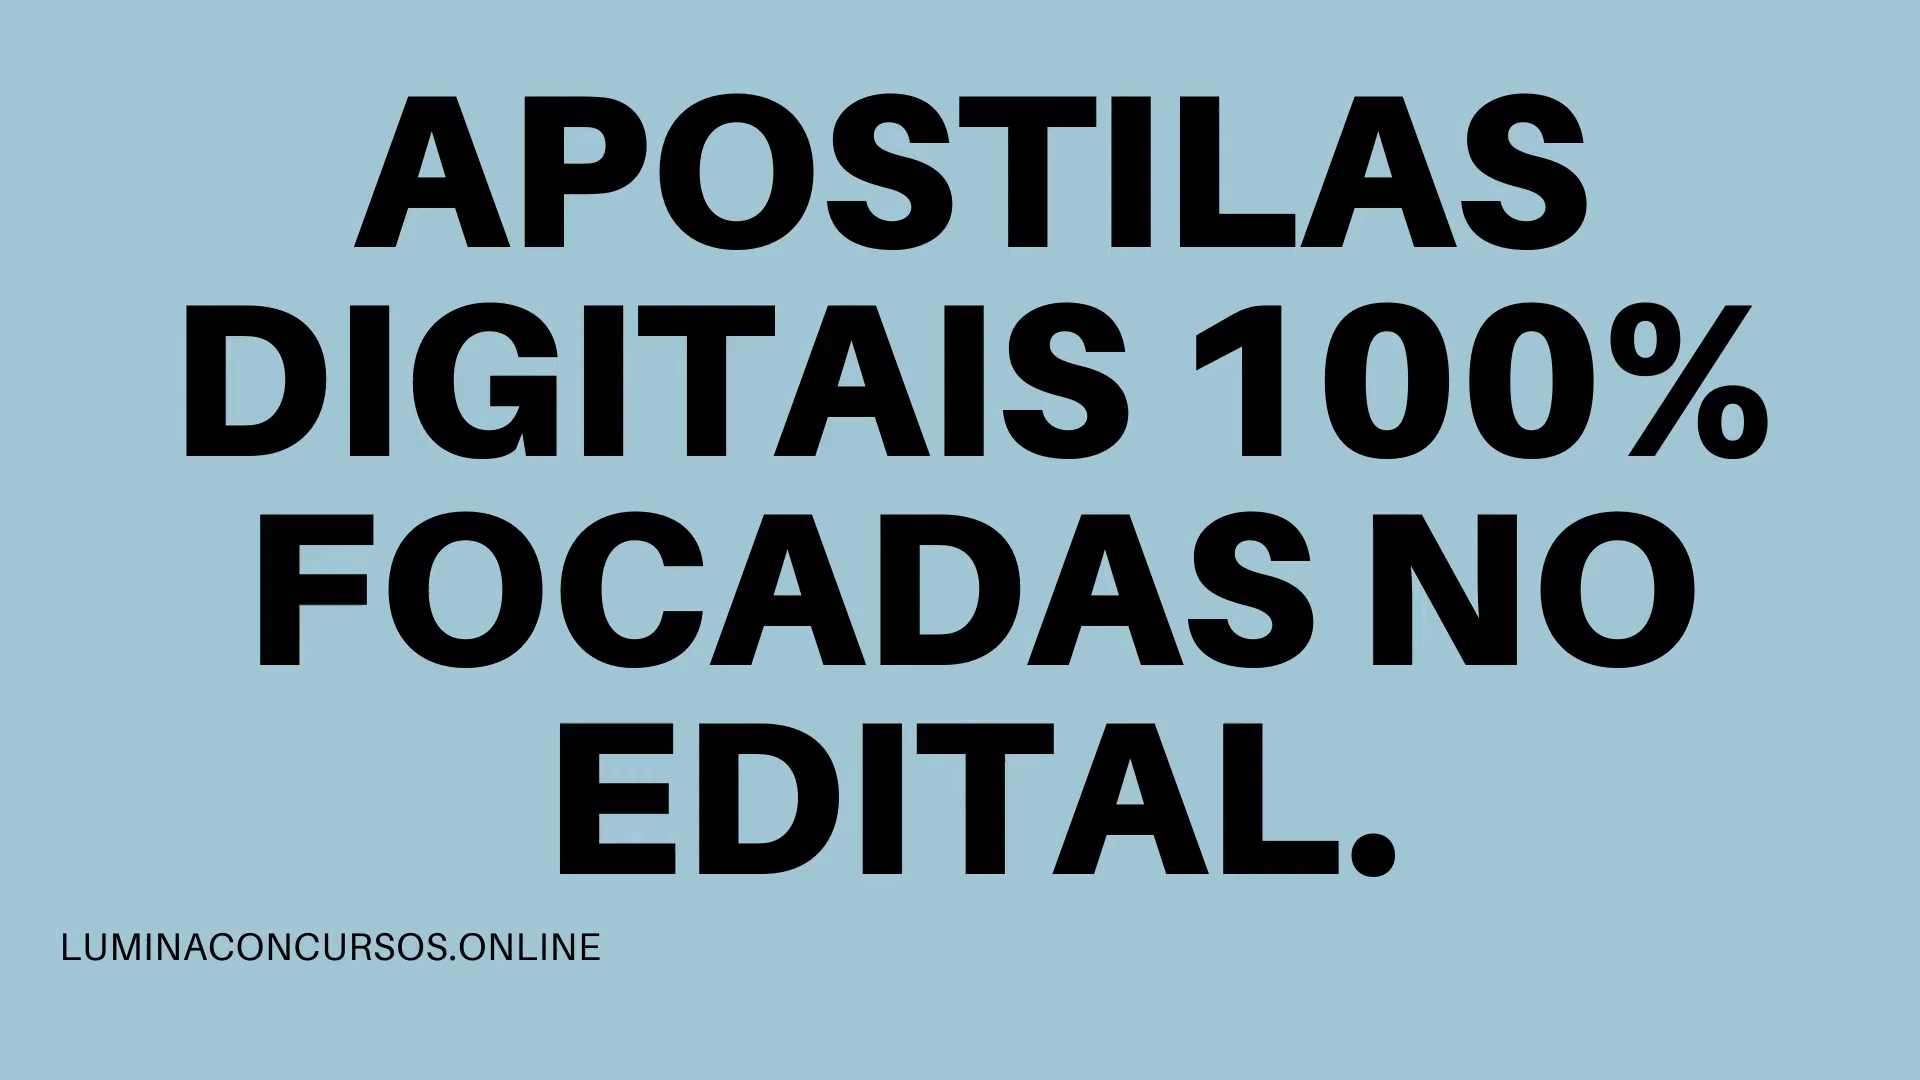 APOSTILAS
DIGITAIS 100%
FOCADAS NO
EDITAL.
LUMINACONCURSOS.ONLINE